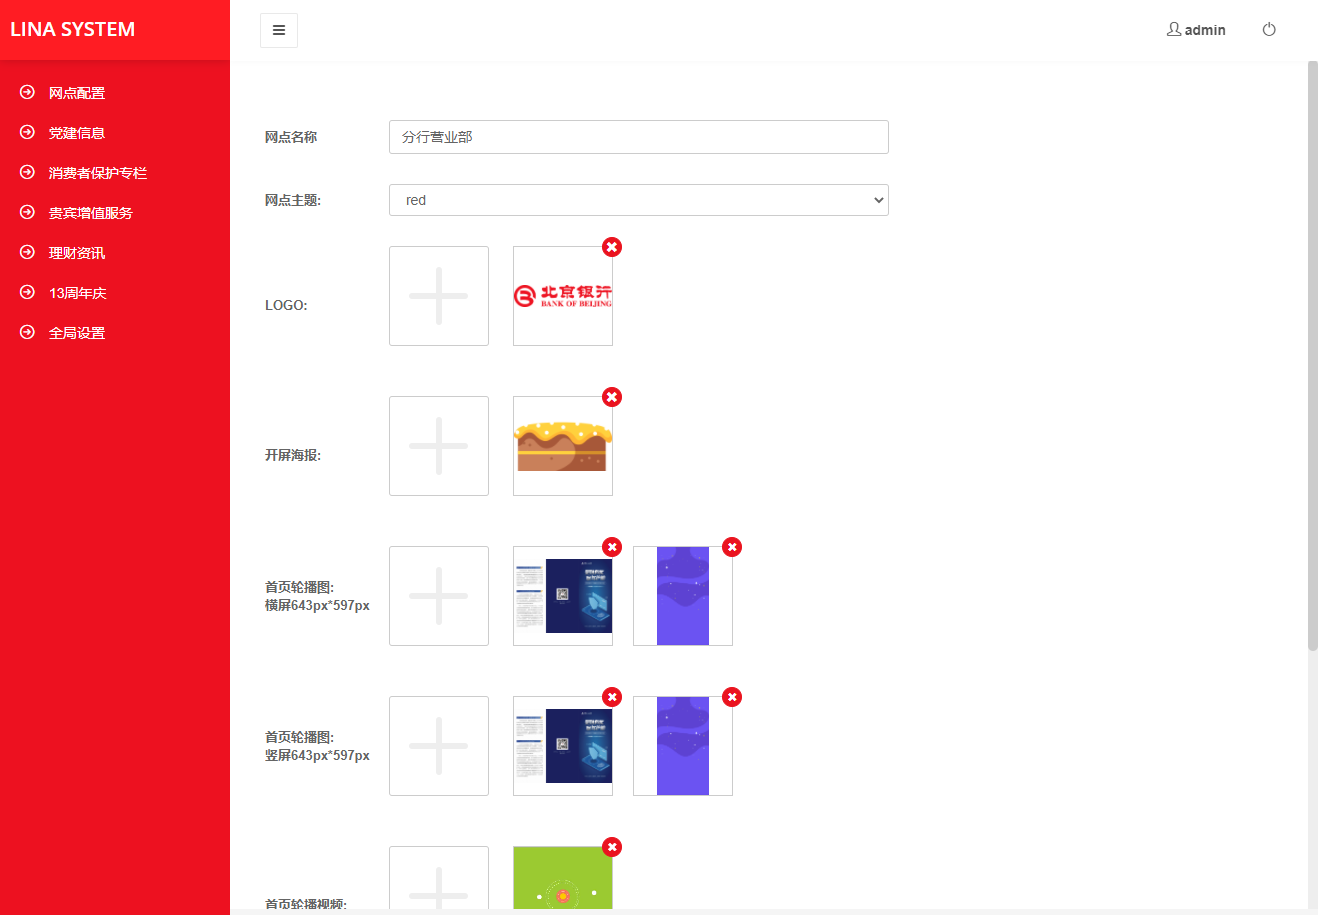 LINA SYSTEM
admin
网点配置
党建信息
消费者保护专栏
贵宾增值服务
理财资讯
13周年庆
全局设置
网点名称
分行营业部
网点主题:
red
LOGO:
北京银行
BANK OF BEIJING
开屏海报:
首页轮播图:
横屏643px*597px
首页轮播图:
竖屏643px*597px
首页轮播视频: